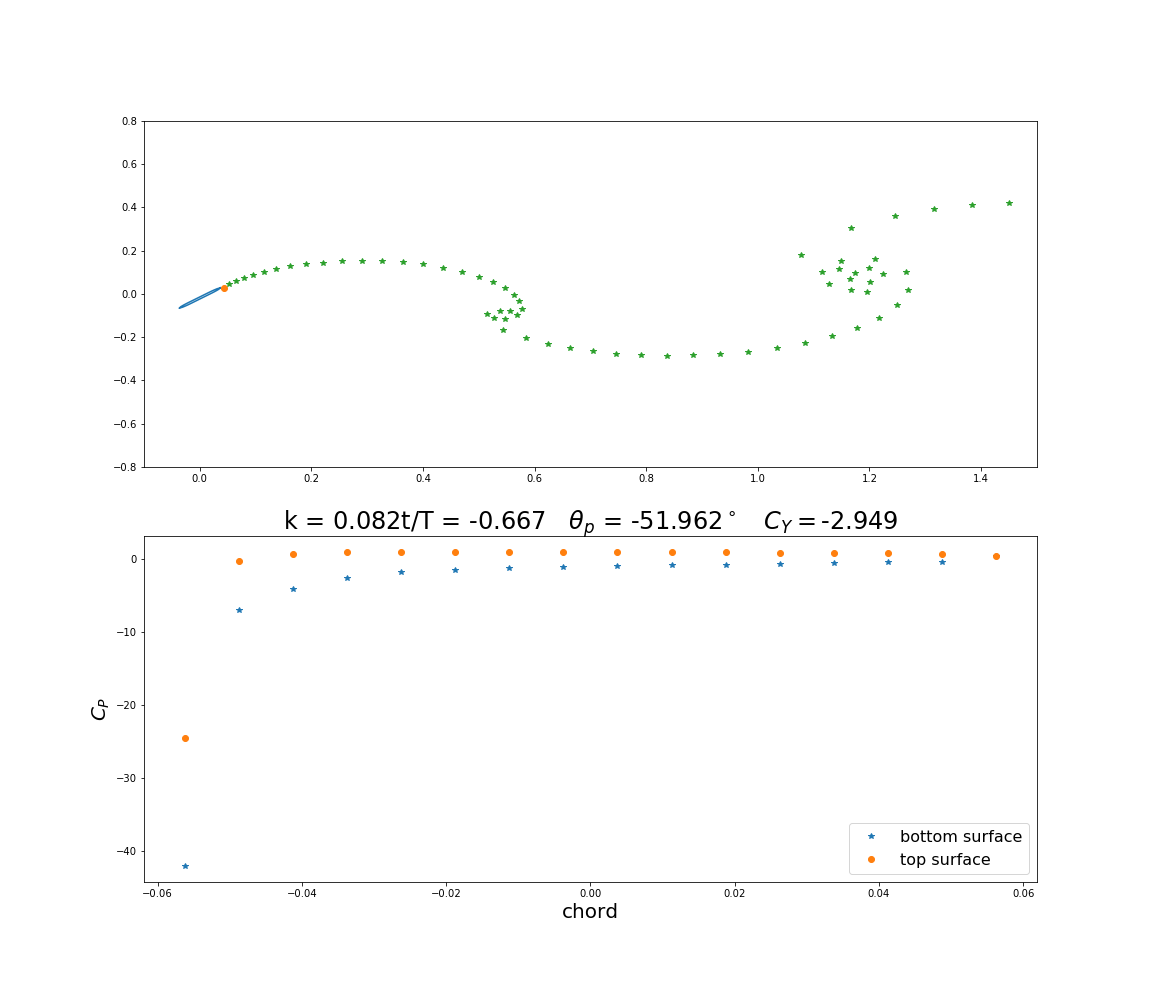 0.8
0.6
0.4
0.2
0.0
−0.2
−0.4
−0.6
−0.8
0.0 0.2 0.4 0.6 0.8 1.0 1.2 1.4
k = 0.082t/T = -0.667 θp = -51.962° CY = -2.949
0
−10
−20
−30
−40
CP
bottom surface
top surface
−0.06 −0.04 −0.02 0.00 0.02 0.04 0.06
chord